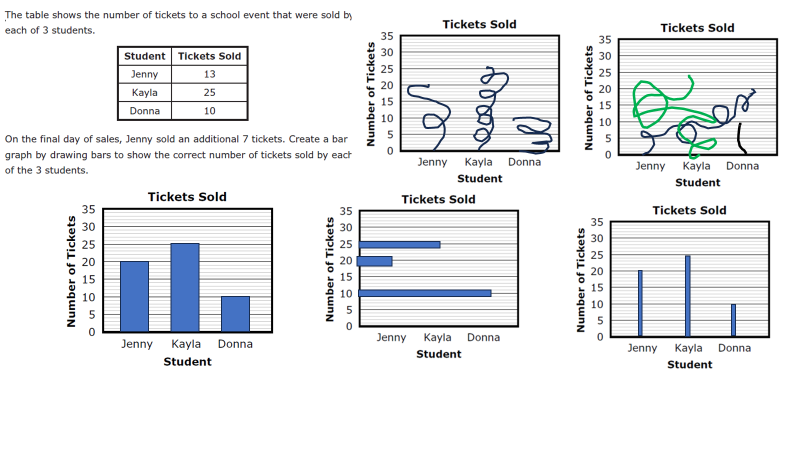 The table shows the number of tickets to a school event that were sold by
each of 3 students.
Student Tickets Sold
Jenny 13
Kayla 25
Donna 10
On the final day of sales, Jenny sold an additional 7 tickets. Create a bar
graph by drawing bars to show the correct number of tickets sold by each
of the 3 students.
Tickets Sold
Number of Tickets
35
30
25
20
15
10
5
0
Jenny Kayla Donna
Student
Tickets Sold
Number of Tickets
35
30
25
20
15
10
5
0
Jenny Kayla Donna
Student
Tickets Sold
Number of Tickets
35
30
25
20
15
10
5
0
Jenny Kayla Donna
Student
Tickets Sold
Number of Tickets
35
30
25
20
15
10
5
0
Jenny Kayla Donna
Student
Tickets Sold
Number of Tickets
35
30
25
20
15
10
5
0
Jenny Kayla Donna
Student